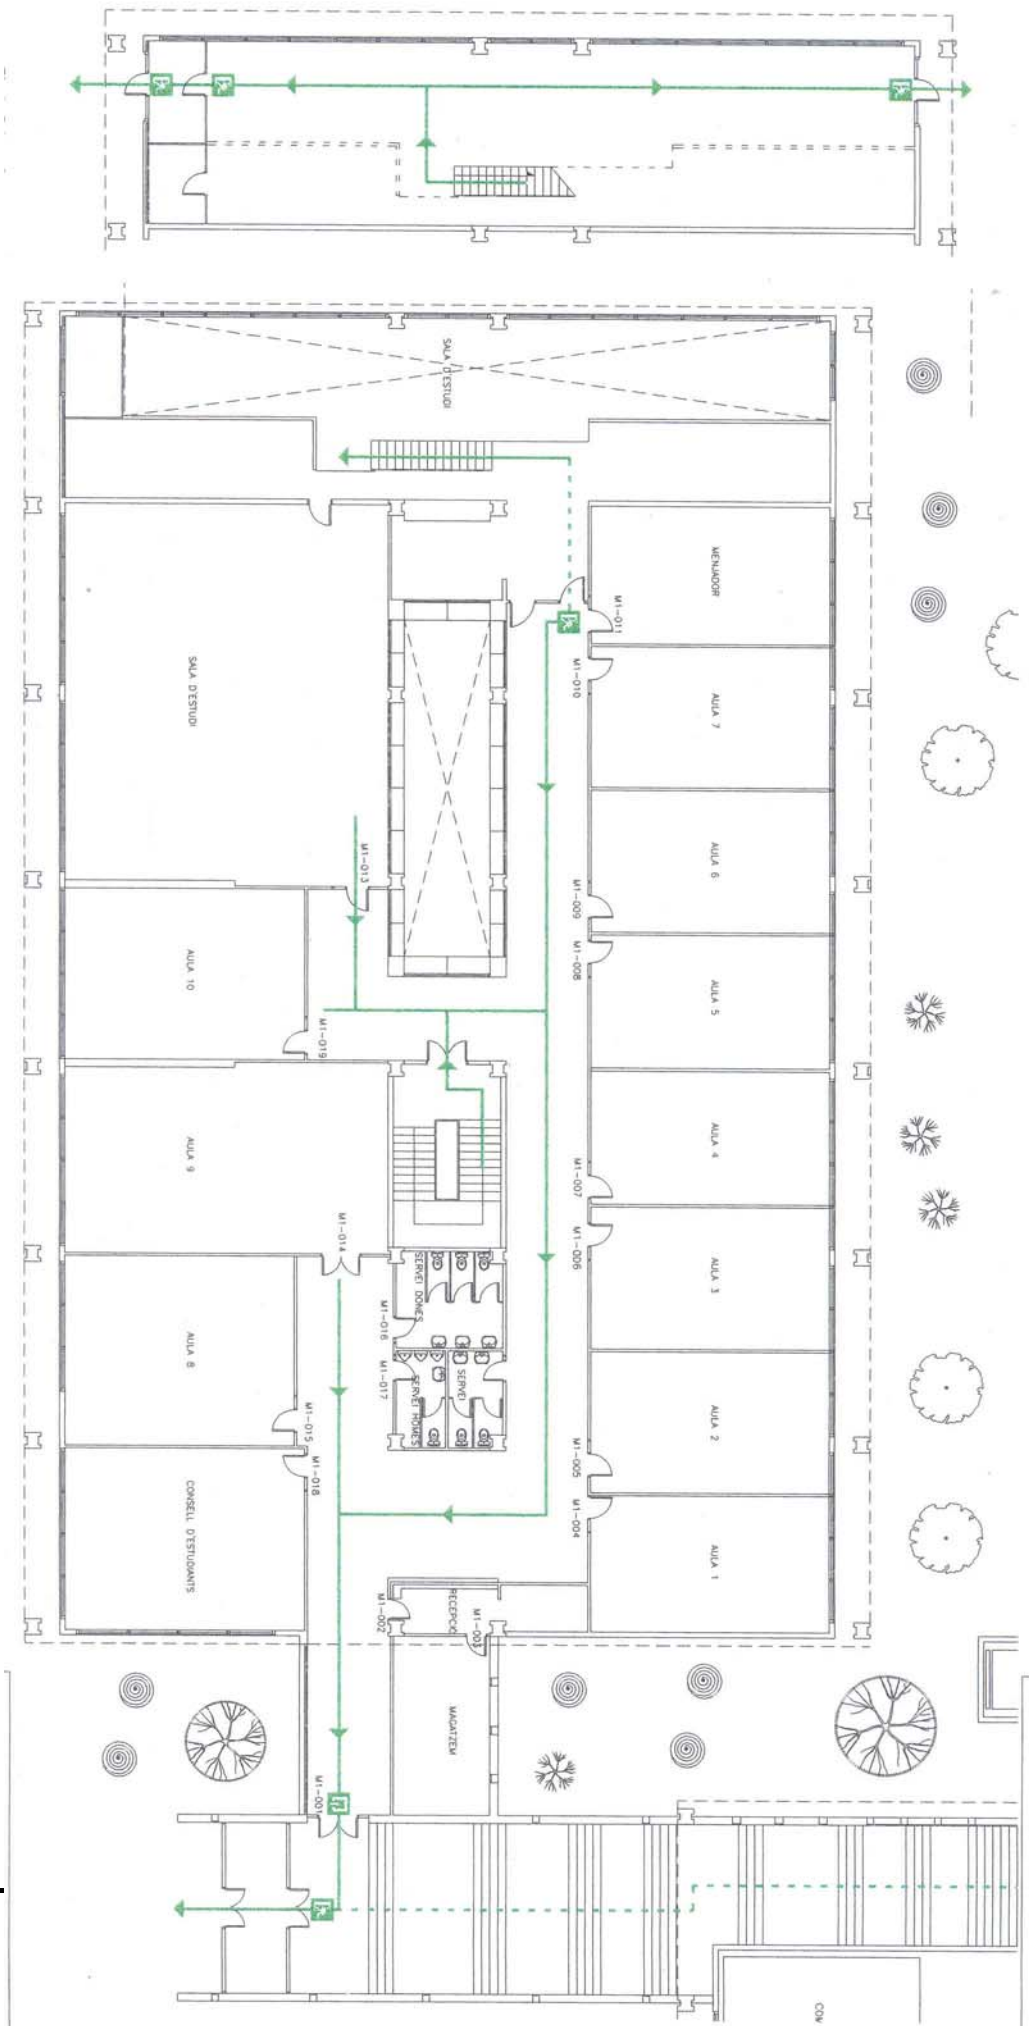 SALA D'ESTUDI
MENJADOR
M1-011
M1-010
AULA 7
SALA D'ESTUDI
AULA 6
M1-013
M1-009
M1-008
AULA 10
AULA 5
M1-019
AULA 9
AULA 4
M1-007
M1-014
M1-006
SERVEI DONES
AULA 3
M1-016
AULA 8
M1-017
SERVEI HOMES
SERVEI
AULA 2
M1-015
M1-005
M1-018
M1-004
CONSELL D'ESTUDIANTS
AULA 1
M1-002
RECEPCIO
M1-003
MAGATZEM
M1-001